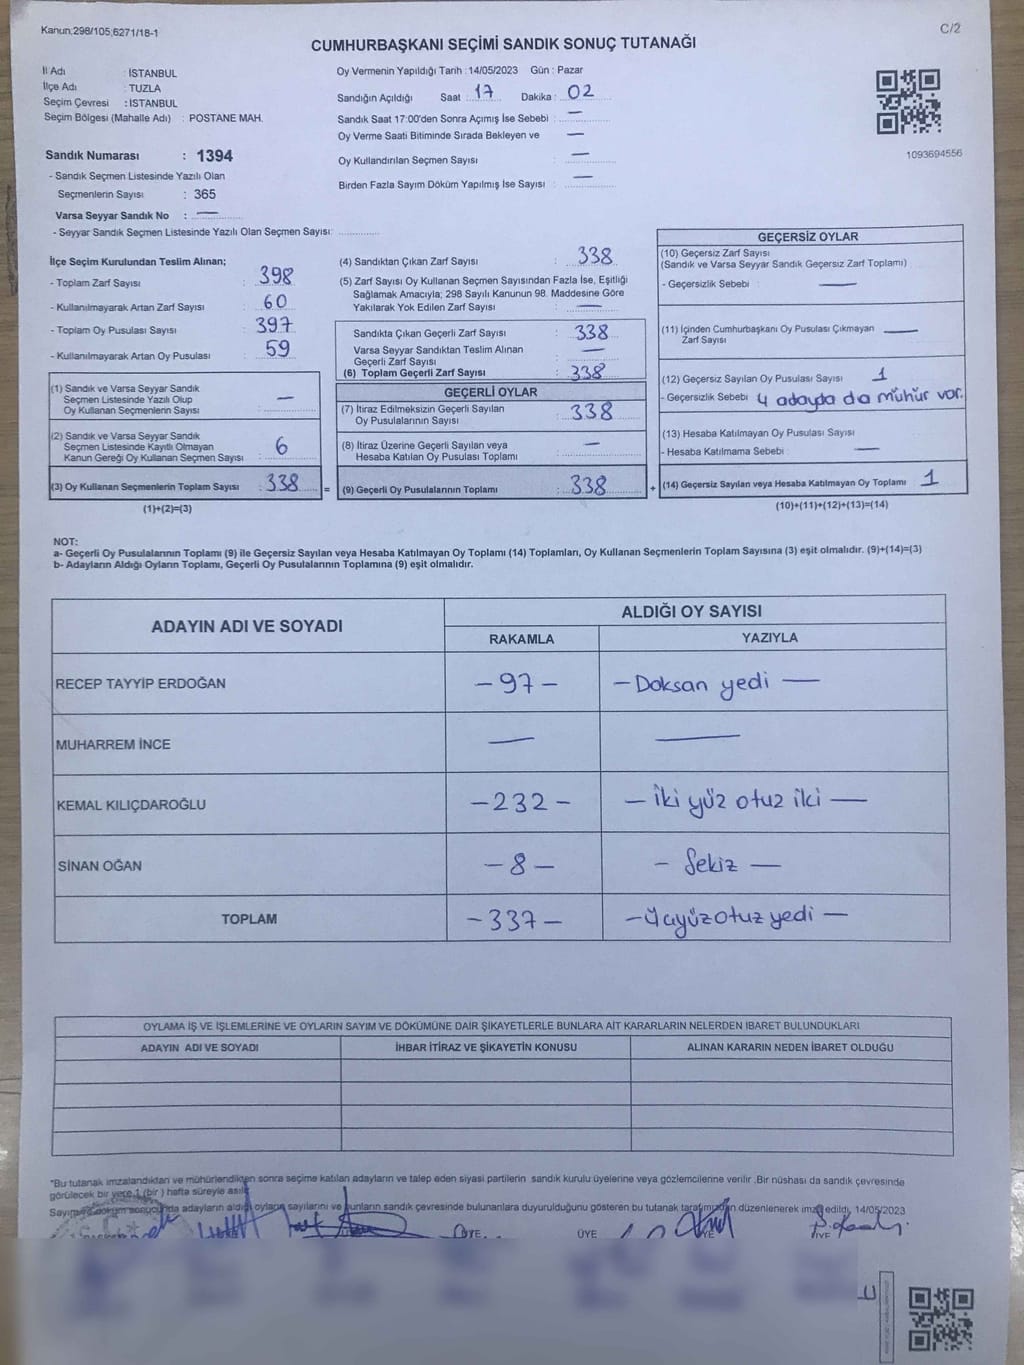 Kanun;298/105;6271/18-1
C/2
CUMHURBAŞKANI SEÇİMİ SANDIK SONUÇ TUTANAĞI
İl Adı : İSTANBUL
İlçe Adı : TUZLA
Seçim Çevresi : İSTANBUL
Seçim Bölgesi (Mahalle Adı) : POSTANE MAH.
Sandık Numarası : 1394
- Sandık Seçmen Listesinde Yazılı Olan
Seçmenlerin Sayısı : 365
Varsa Seyyar Sandık No : —
- Seyyar Sandık Seçmen Listesinde Yazılı Olan Seçmen Sayısı:
Oy Vermenin Yapıldığı Tarih :14/05/2023 Gün : Pazar
Sandığın Açıldığı Saat : 17 Dakika : 02
Sandık Saat 17:00'den Sonra Açımış İse Sebebi : —
Oy Verme Saati Bitiminde Sırada Bekleyen ve —
Oy Kullandırılan Seçmen Sayısı : —
Birden Fazla Sayım Döküm Yapılmış İse Sayısı : —
1093694556
İlçe Seçim Kurulundan Teslim Alınan;
- Toplam Zarf Sayısı : 398
- Kullanılmayarak Artan Zarf Sayısı : 60
- Toplam Oy Pusulası Sayısı : 397
- Kullanılmayarak Artan Oy Pusulası : 59
(1) Sandık ve Varsa Seyyar Sandık
Seçmen Listesinde Yazılı Olup
Oy Kullanan Seçmenlerin Sayısı : —
(2) Sandık ve Varsa Seyyar Sandık
Seçmen Listesinde Kayıtlı Olmayan
Kanun Gereği Oy Kullanan Seçmen Sayısı : 6
(3) Oy Kullanan Seçmenlerin Toplam Sayısı : 338 =
(1)+(2)=(3)
(4) Sandıktan Çıkan Zarf Sayısı : 338
(5) Zarf Sayısı Oy Kullanan Seçmen Sayısından Fazla İse, Eşitliği
Sağlamak Amacıyla; 298 Sayılı Kanunun 98. Maddesine Göre
Yakılarak Yok Edilen Zarf Sayısı : —
Sandıkta Çıkan Geçerli Zarf Sayısı : 338
Varsa Seyyar Sandıktan Teslim Alınan
Geçerli Zarf Sayısı : —
(6) Toplam Geçerli Zarf Sayısı : 338
GEÇERLİ OYLAR
(7) İtiraz Edilmeksizin Geçerli Sayılan
Oy Pusulalarının Sayısı : 338
(8) İtiraz Üzerine Geçerli Sayılan veya
Hesaba Katılan Oy Pusulası Toplamı : —
(9) Geçerli Oy Pusulalarının Toplamı : 338 +
GEÇERSİZ OYLAR
(10) Geçersiz Zarf Sayısı
(Sandık ve Varsa Seyyar Sandık Geçersiz Zarf Toplamı)
- Geçersizlik Sebebi : —
(11) İçinden Cumhurbaşkanı Oy Pusulası Çıkmayan —
Zarf Sayısı
(12) Geçersiz Sayılan Oy Pusulası Sayısı : 1
- Geçersizlik Sebebi 4 adayda da mühür var.
(13) Hesaba Katılmayan Oy Pusulası Sayısı
- Hesaba Katılmama Sebebi : —
(14) Geçersiz Sayılan veya Hesaba Katılmayan Oy Toplamı : 1
(10)+(11)+(12)+(13)=(14)
NOT:
a- Geçerli Oy Pusulalarının Toplamı (9) ile Geçersiz Sayılan veya Hesaba Katılmayan Oy Toplamı (14) Toplamları, Oy Kullanan Seçmenlerin Toplam Sayısına (3) eşit olmalıdır. (9)+(14)=(3)
b- Adayların Aldığı Oyların Toplamı, Geçerli Oy Pusulalarının Toplamına (9) eşit olmalıdır.
ADAYIN ADI VE SOYADI
ALDIĞI OY SAYISI
RAKAMLA YAZIYLA
RECEP TAYYİP ERDOĞAN – 97 – – Doksan yedi —
MUHARREM İNCE — —
KEMAL KILIÇDAROĞLU – 232 – – İki yüz otuz iki —
SİNAN OĞAN – 8 – – Sekiz —
TOPLAM – 337 – – Üçyüzotuz yedi —
OYLAMA İŞ VE İŞLEMLERİNE VE OYLARIN SAYIM VE DÖKÜMÜNE DAİR ŞİKAYETLERLE BUNLARA AİT KARARLARIN NELERDEN İBARET BULUNDUKLARI
ADAYIN ADI VE SOYADI İHBAR İTİRAZ VE ŞİKAYETİN KONUSU ALINAN KARARIN NEDEN İBARET OLDUĞU
"Bu tutanak imzalandıktan ve mühürlendikten sonra seçime katılan adayların ve talep eden siyasi partilerin sandık kurulu üyelerine veya gözlemcilerine verilir .Bir nüshası da sandık çevresinde
görülecek bir yere 1 (bir ) hafta süreyle asılır
Sayım ve döküm sonucunda adayların aldığı oyların sayılarını ve bunların sandık çevresinde bulunanlara duyurulduğunu gösteren bu tutanak tarafımızdan düzenlenerek imza edildi. 14/05/2023
ÜYE ÜYE ÜYE ÜYE